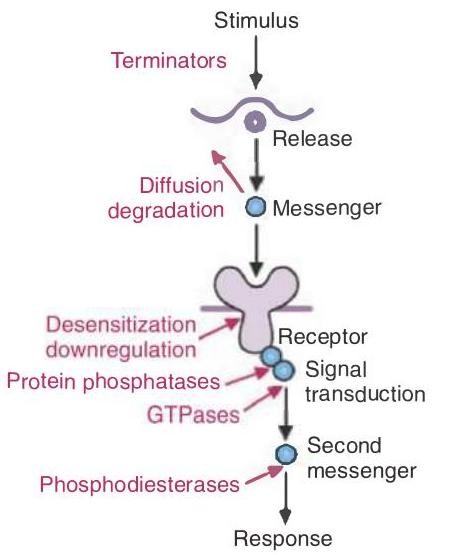 Stimulus
Terminators
Release
Diffusion
degradation
Messenger
Desensitization
downregulation
Receptor
Protein phosphatases
Signal
transduction
GTPases
Second
messenger
Phosphodiesterases
Response